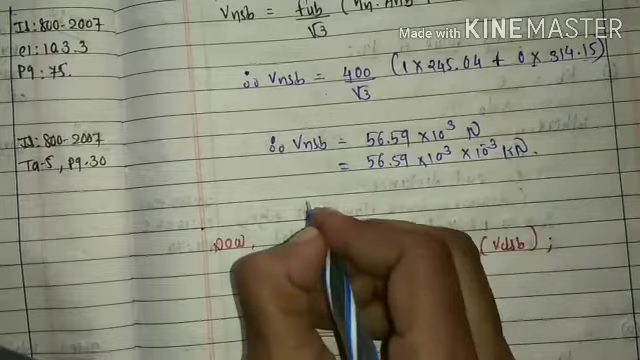 Made with KINEMASTER
Vnsb = fub/√3 (nn. Anb
IS:800-2007
Cl: 10.3.3
Pg: 75.
∴ Vnsb = 400/√3 (1 × 245.04 + 0 × 314.15)
∴ Vnsb = 56.59 × 10³ N
= 56.59 × 10³ × 10⁻³ KN.
IS:800-2007
Ta-5, Pg.30
now, (Vdsb) ;